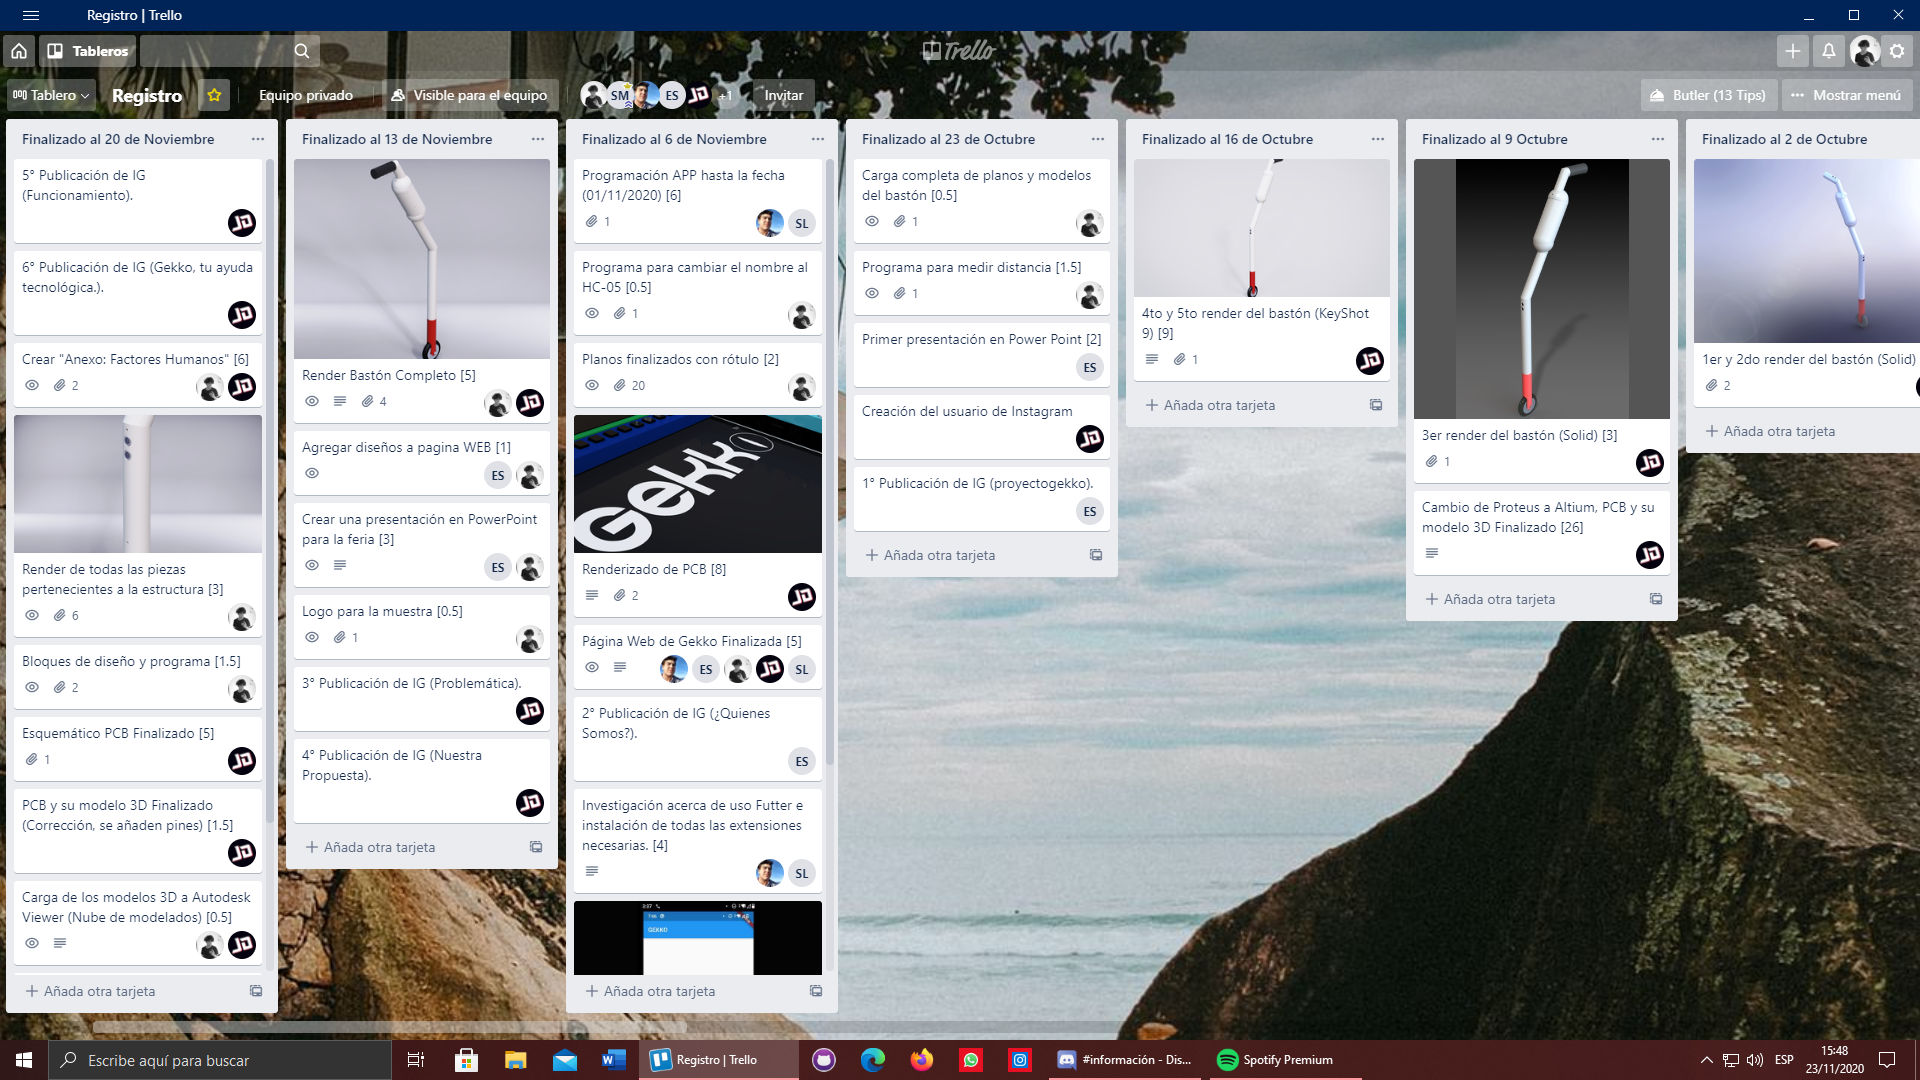 Registro | Trello
Tableros
Trello
Tablero
Registro
Equipo privado
Visible para el equipo
SM
ES
+1
Invitar
Butler (13 Tips)
Mostrar menú
Finalizado al 20 de Noviembre
5° Publicación de IG
(Funcionamiento).
6° Publicación de IG (Gekko, tu ayuda
tecnológica.).
Crear "Anexo: Factores Humanos" [6]
2
Render de todas las piezas
pertenecientes a la estructura [3]
6
Bloques de diseño y programa [1.5]
2
Esquemático PCB Finalizado [5]
1
PCB y su modelo 3D Finalizado
(Corrección, se añaden pines) [1.5]
Carga de los modelos 3D a Autodesk
Viewer (Nube de modelados) [0.5]
Añada otra tarjeta
Finalizado al 13 de Noviembre
Render Bastón Completo [5]
4
Agregar diseños a pagina WEB [1]
ES
Crear una presentación en PowerPoint
para la feria [3]
ES
Logo para la muestra [0.5]
1
3° Publicación de IG (Problemática).
4° Publicación de IG (Nuestra
Propuesta).
Añada otra tarjeta
Finalizado al 6 de Noviembre
Programación APP hasta la fecha
(01/11/2020) [6]
1
SL
Programa para cambiar el nombre al
HC-05 [0.5]
1
Planos finalizados con rótulo [2]
20
Gekko
Renderizado de PCB [8]
2
Página Web de Gekko Finalizada [5]
ES
SL
2° Publicación de IG (¿Quienes
Somos?).
ES
Investigación acerca de uso Futter e
instalación de todas las extensiones
necesarias. [4]
SL
GEKKO
Añada otra tarjeta
Finalizado al 23 de Octubre
Carga completa de planos y modelos
del bastón [0.5]
1
Programa para medir distancia [1.5]
1
Primer presentación en Power Point [2]
ES
Creación del usuario de Instagram
1° Publicación de IG (proyectogekko).
ES
Añada otra tarjeta
Finalizado al 16 de Octubre
4to y 5to render del bastón (KeyShot
9) [9]
1
Añada otra tarjeta
Finalizado al 9 Octubre
3er render del bastón (Solid) [3]
1
Cambio de Proteus a Altium, PCB y su
modelo 3D Finalizado [26]
Añada otra tarjeta
Finalizado al 2 de Octubre
1er y 2do render del bastón (Solid)
2
Añada otra tarjeta
Escribe aquí para buscar
Registro | Trello
#información - Dis...
Spotify Premium
ESP
15:48
23/11/2020